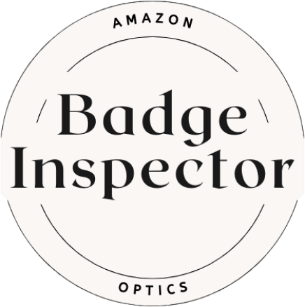 AMAZON
Badge
Inspector
OPTICS